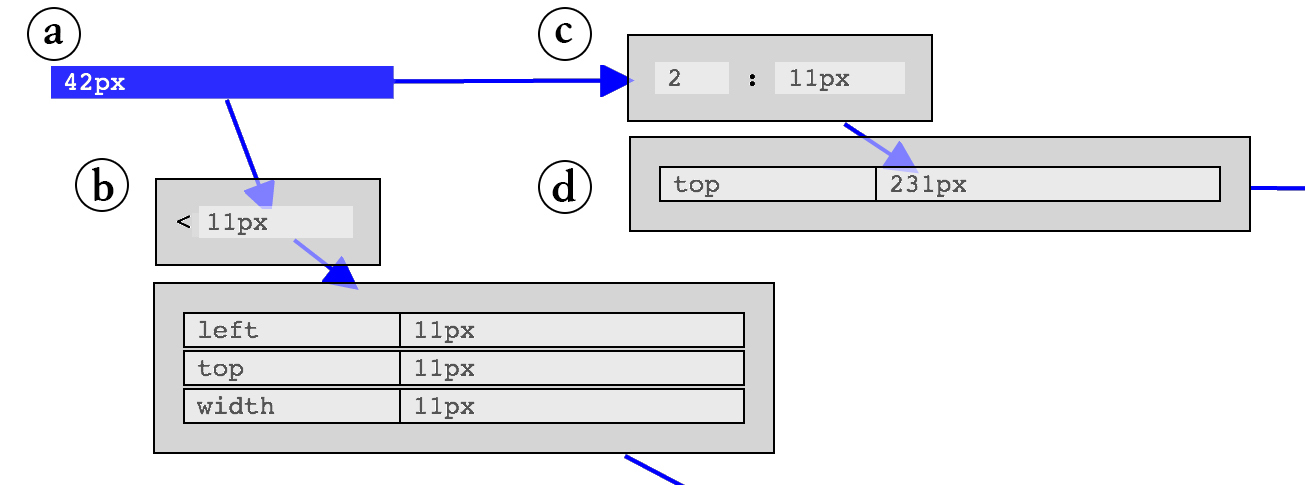 a
42px
c
2 : 11px
b
< 11px
d
top 231px
left 11px
top 11px
width 11px